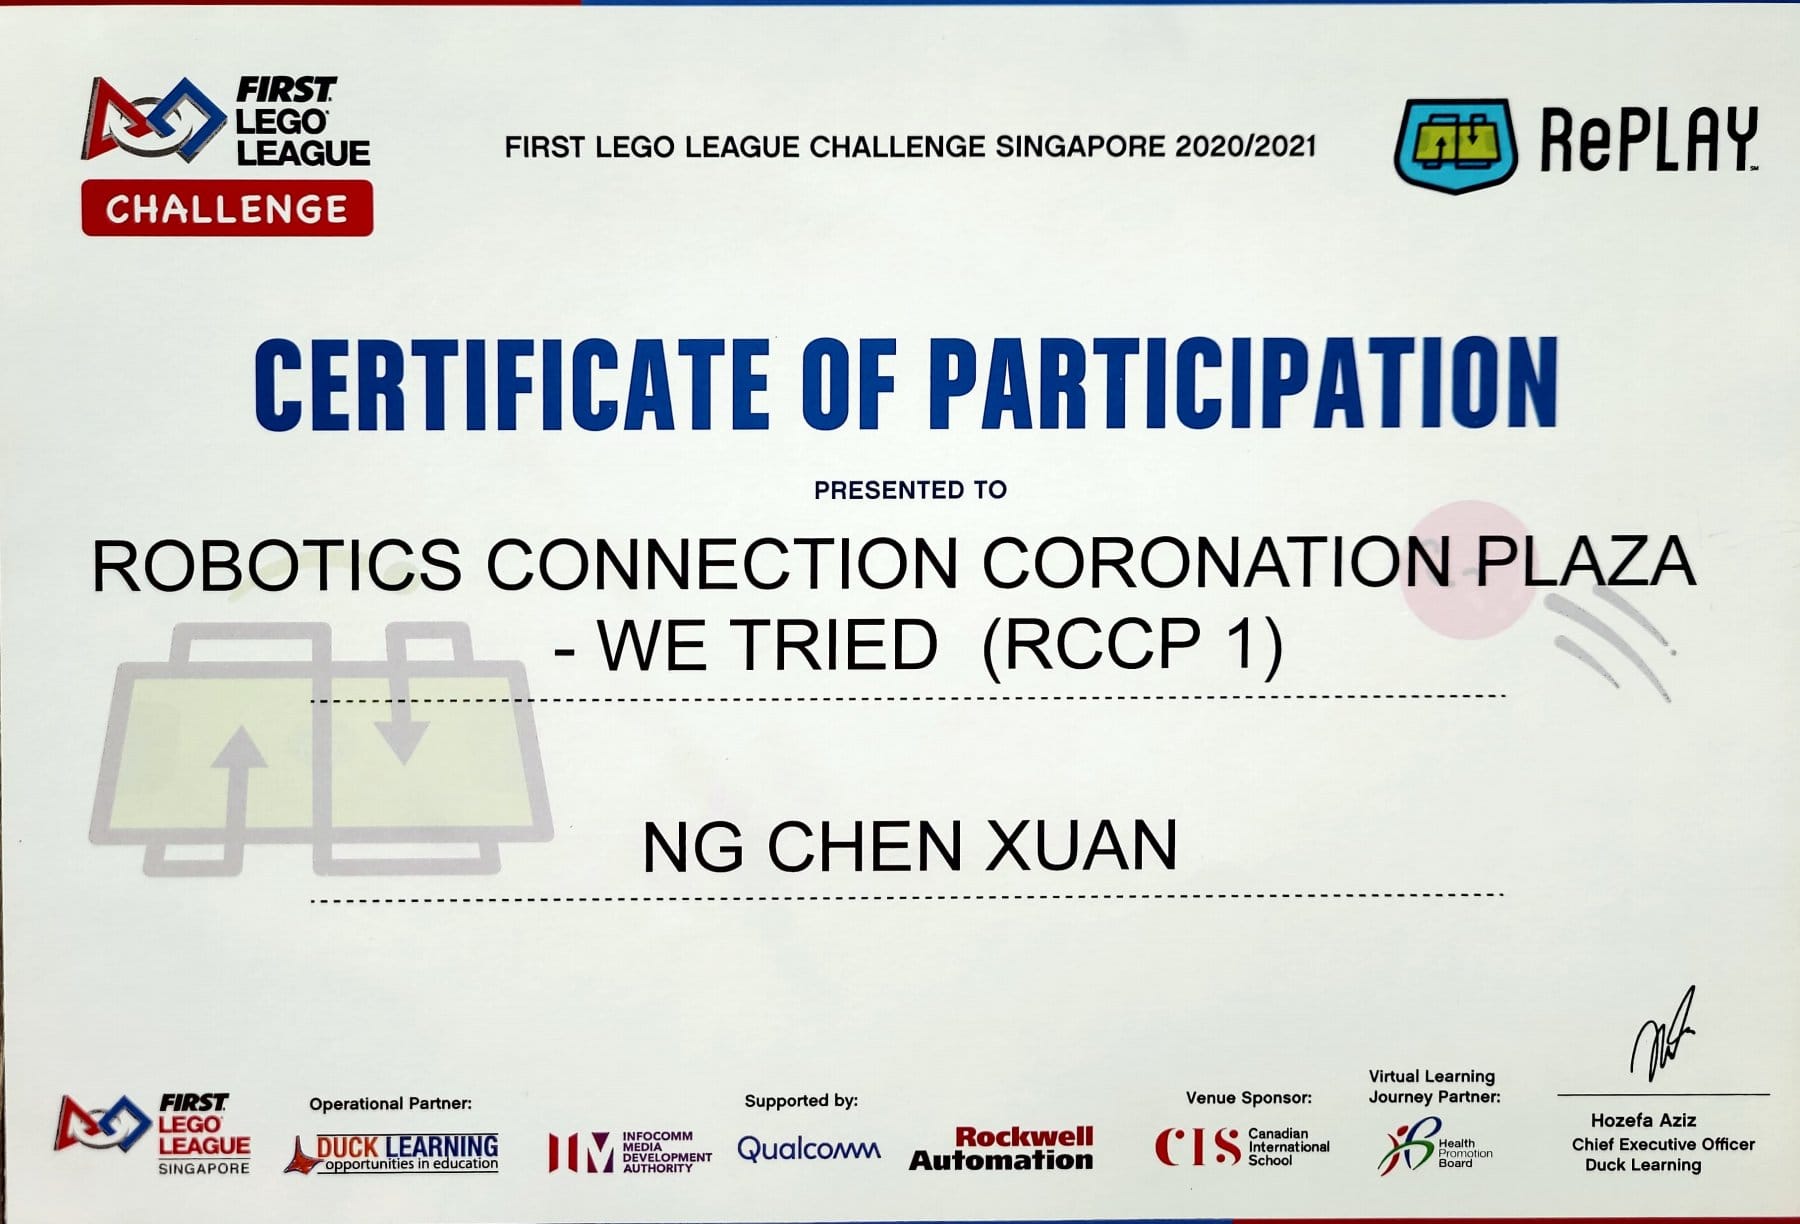 FIRST
LEGO
LEAGUE
CHALLENGE
FIRST LEGO LEAGUE CHALLENGE SINGAPORE 2020/2021
RePLAY
CERTIFICATE OF PARTICIPATION
PRESENTED TO
ROBOTICS CONNECTION CORONATION PLAZA
- WE TRIED (RCCP 1)
NG CHEN XUAN
FIRST
LEGO
LEAGUE
SINGAPORE
Operational Partner:
DUCK LEARNING
opportunities in education
Supported by:
INFOCOMM
MEDIA
DEVELOPMENT
AUTHORITY
Qualcomm
Rockwell
Automation
Venue Sponsor:
CIS
Canadian
International
School
Virtual Learning
Journey Partner:
Health
Promotion
Board
Hozefa Aziz
Chief Executive Officer
Duck Learning